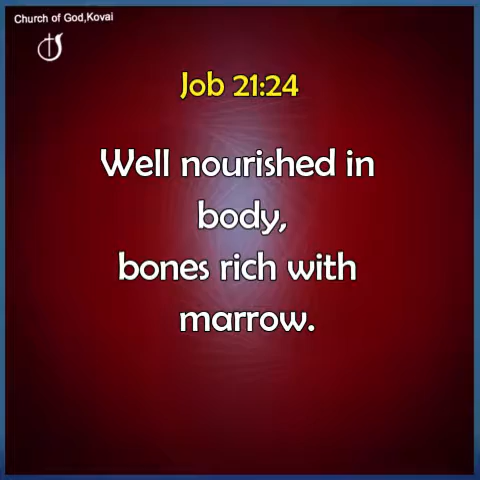 Church of God,Kovai
Job 21:24
Well nourished in
body,
bones rich with
marrow.